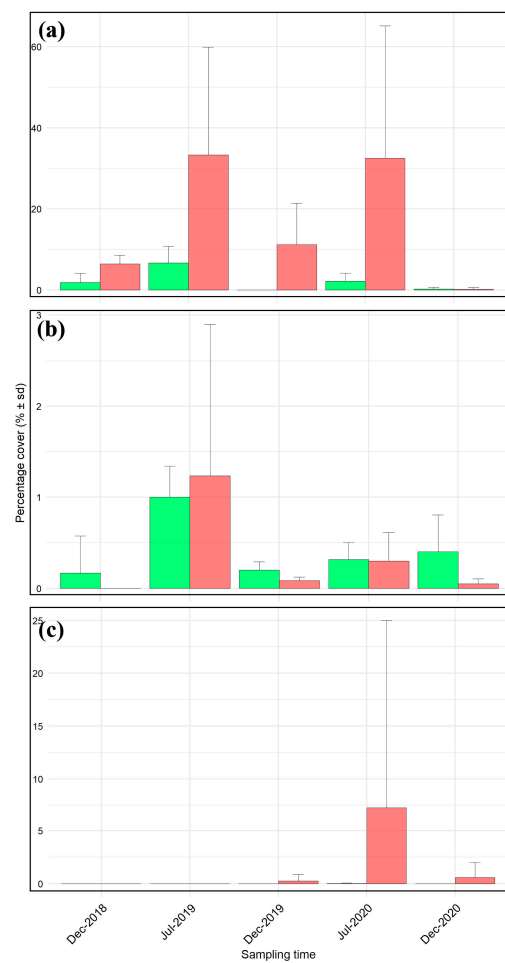 (a)
60
40
20
0
(b)
3
2
1
0
Percentage cover (% ± sd)
(c)
25
20
15
10
5
0
Dec-2018
Jul-2019
Dec-2019
Jul-2020
Dec-2020
Sampling time